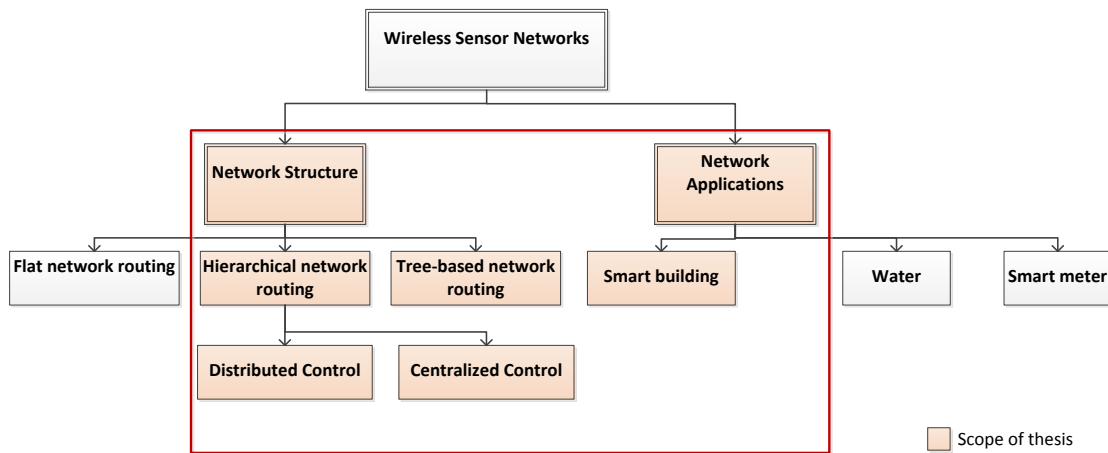 Wireless Sensor Networks
Network Structure
Network
Applications
Flat network routing
Hierarchical network
routing
Tree-based network
routing
Smart building
Water
Smart meter
Distributed Control
Centralized Control
Scope of thesis